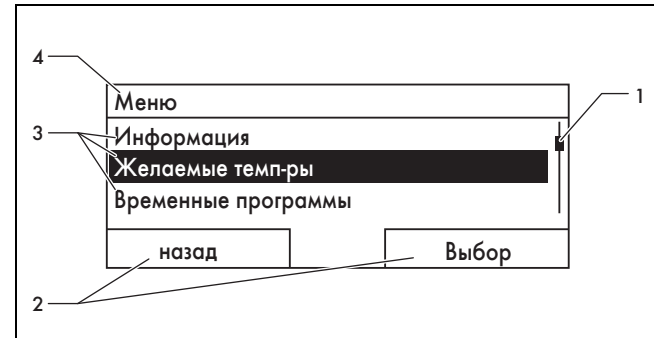 4
Меню
1
3
Информация
Желаемые темп-ры
Временные программы
назад
Выбор
2